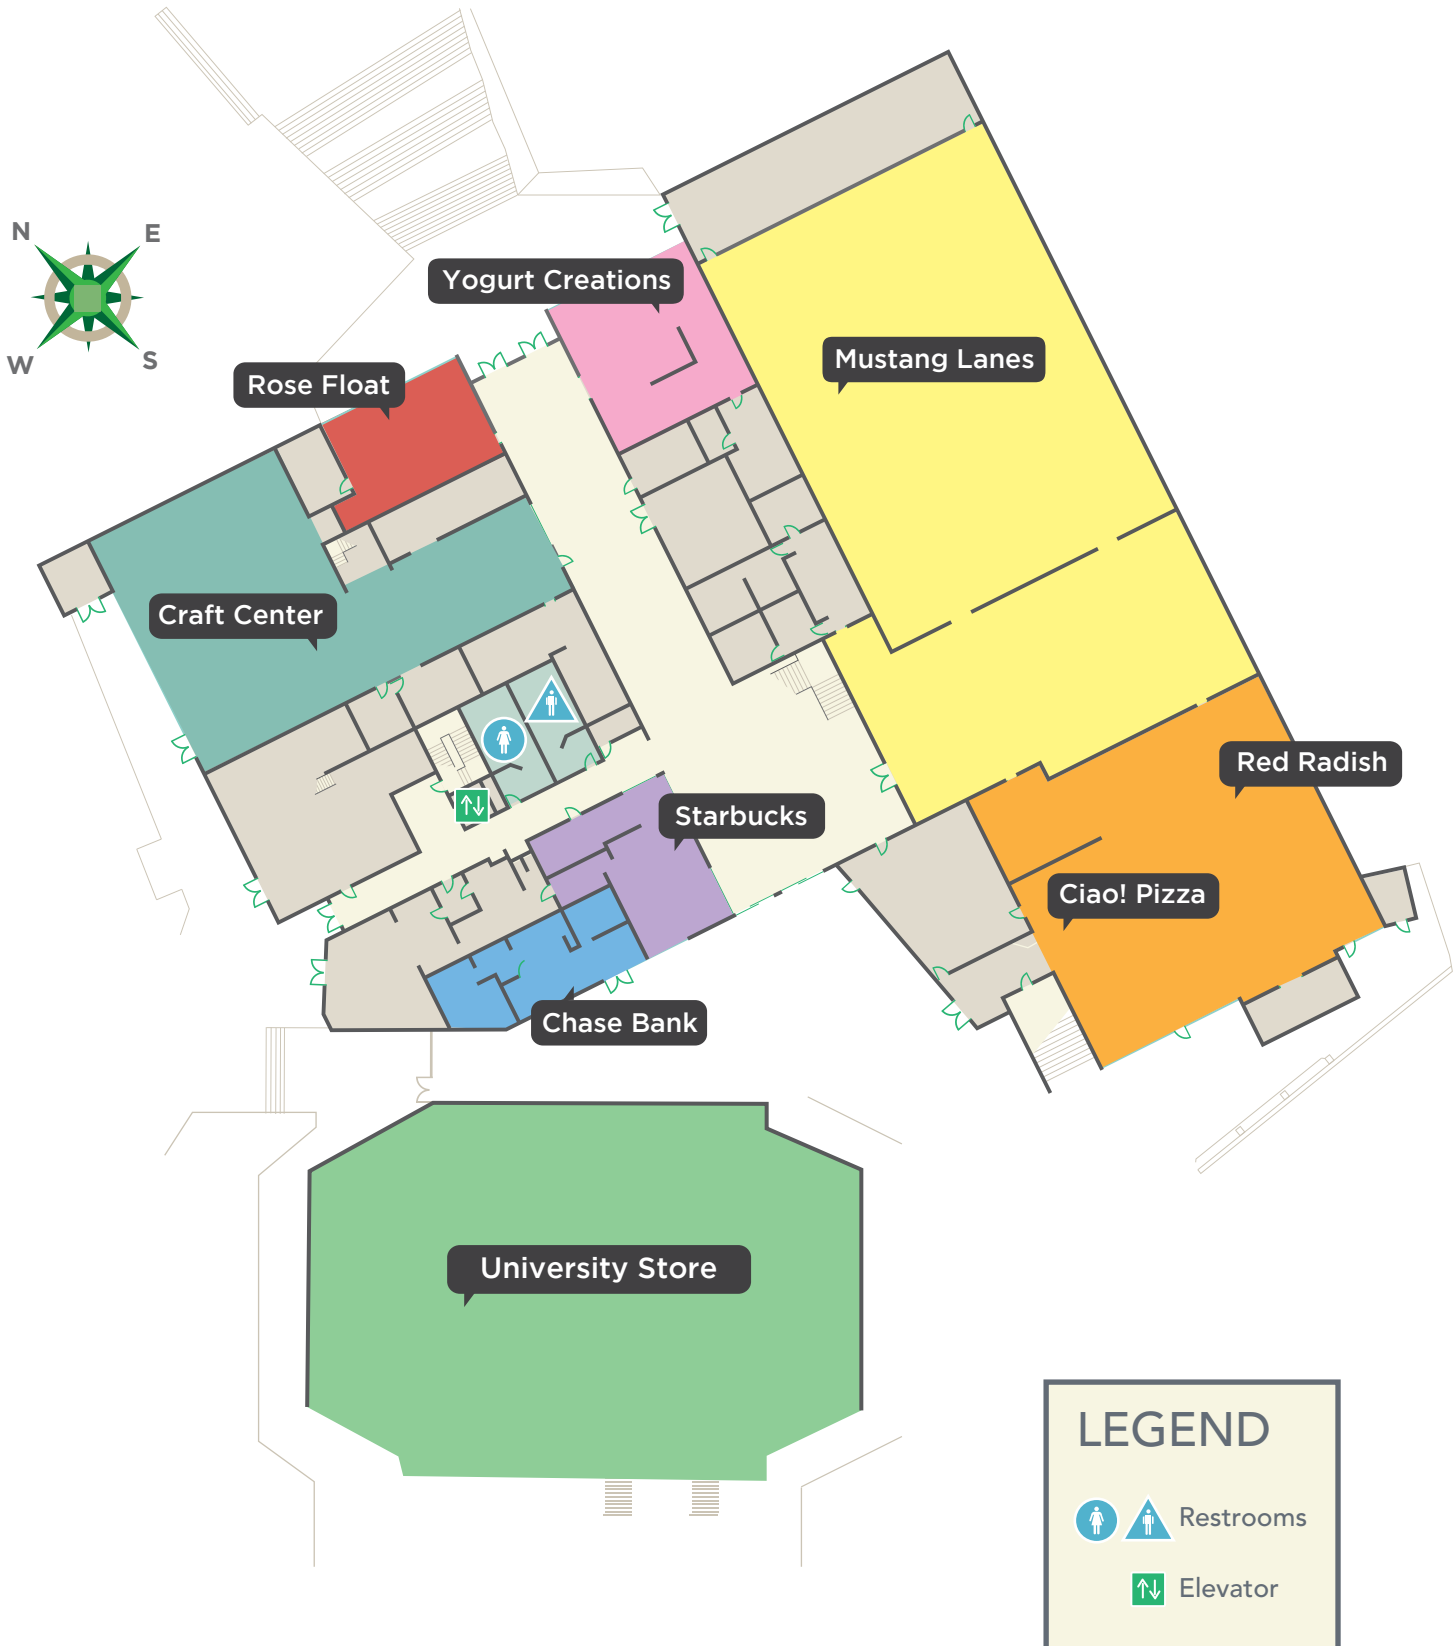 N
E
W
S
Yogurt Creations
Mustang Lanes
Rose Float
Craft Center
Red Radish
Starbucks
Ciao! Pizza
Chase Bank
University Store
LEGEND
Restrooms
Elevator